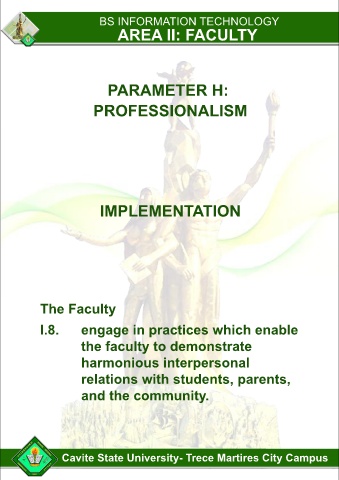 BS INFORMATION TECHNOLOGY
AREA II: FACULTY
PARAMETER H:
PROFESSIONALISM
IMPLEMENTATION
The Faculty
I.8. engage in practices which enable
the faculty to demonstrate
harmonious interpersonal
relations with students, parents,
and the community.
Cavite State University- Trece Martires City Campus